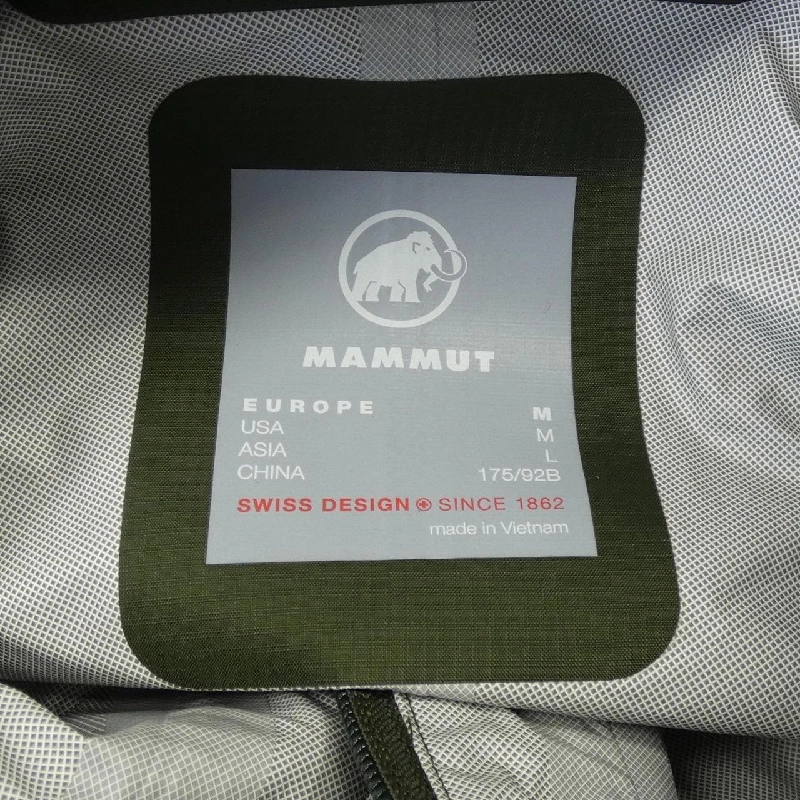 MAMMUT
EUROPE M
USA M
ASIA L
CHINA 175/92B
SWISS DESIGN SINCE 1862
made in Vietnam